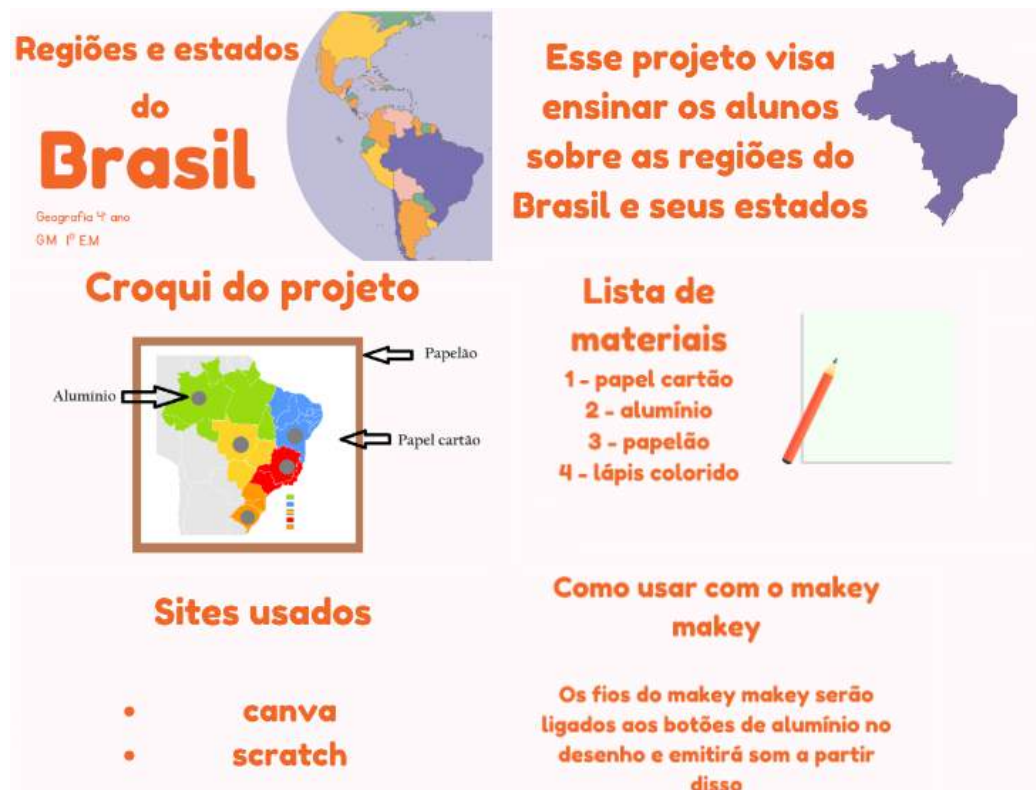 Regiões e estados
do
Brasil
Geografia 4º ano
GM 1º E.M
Esse projeto visa
ensinar os alunos
sobre as regiões do
Brasil e seus estados
Croqui do projeto
Papelão
Alumínio
Papel cartão
Lista de
materiais
1 - papel cartão
2 - alumínio
3 - papelão
4 - lápis colorido
Sites usados
• canva
• scratch
Como usar com o makey
makey
Os fios do makey makey serão
ligados aos botões de alumínio no
desenho e emitirá som a partir
disso